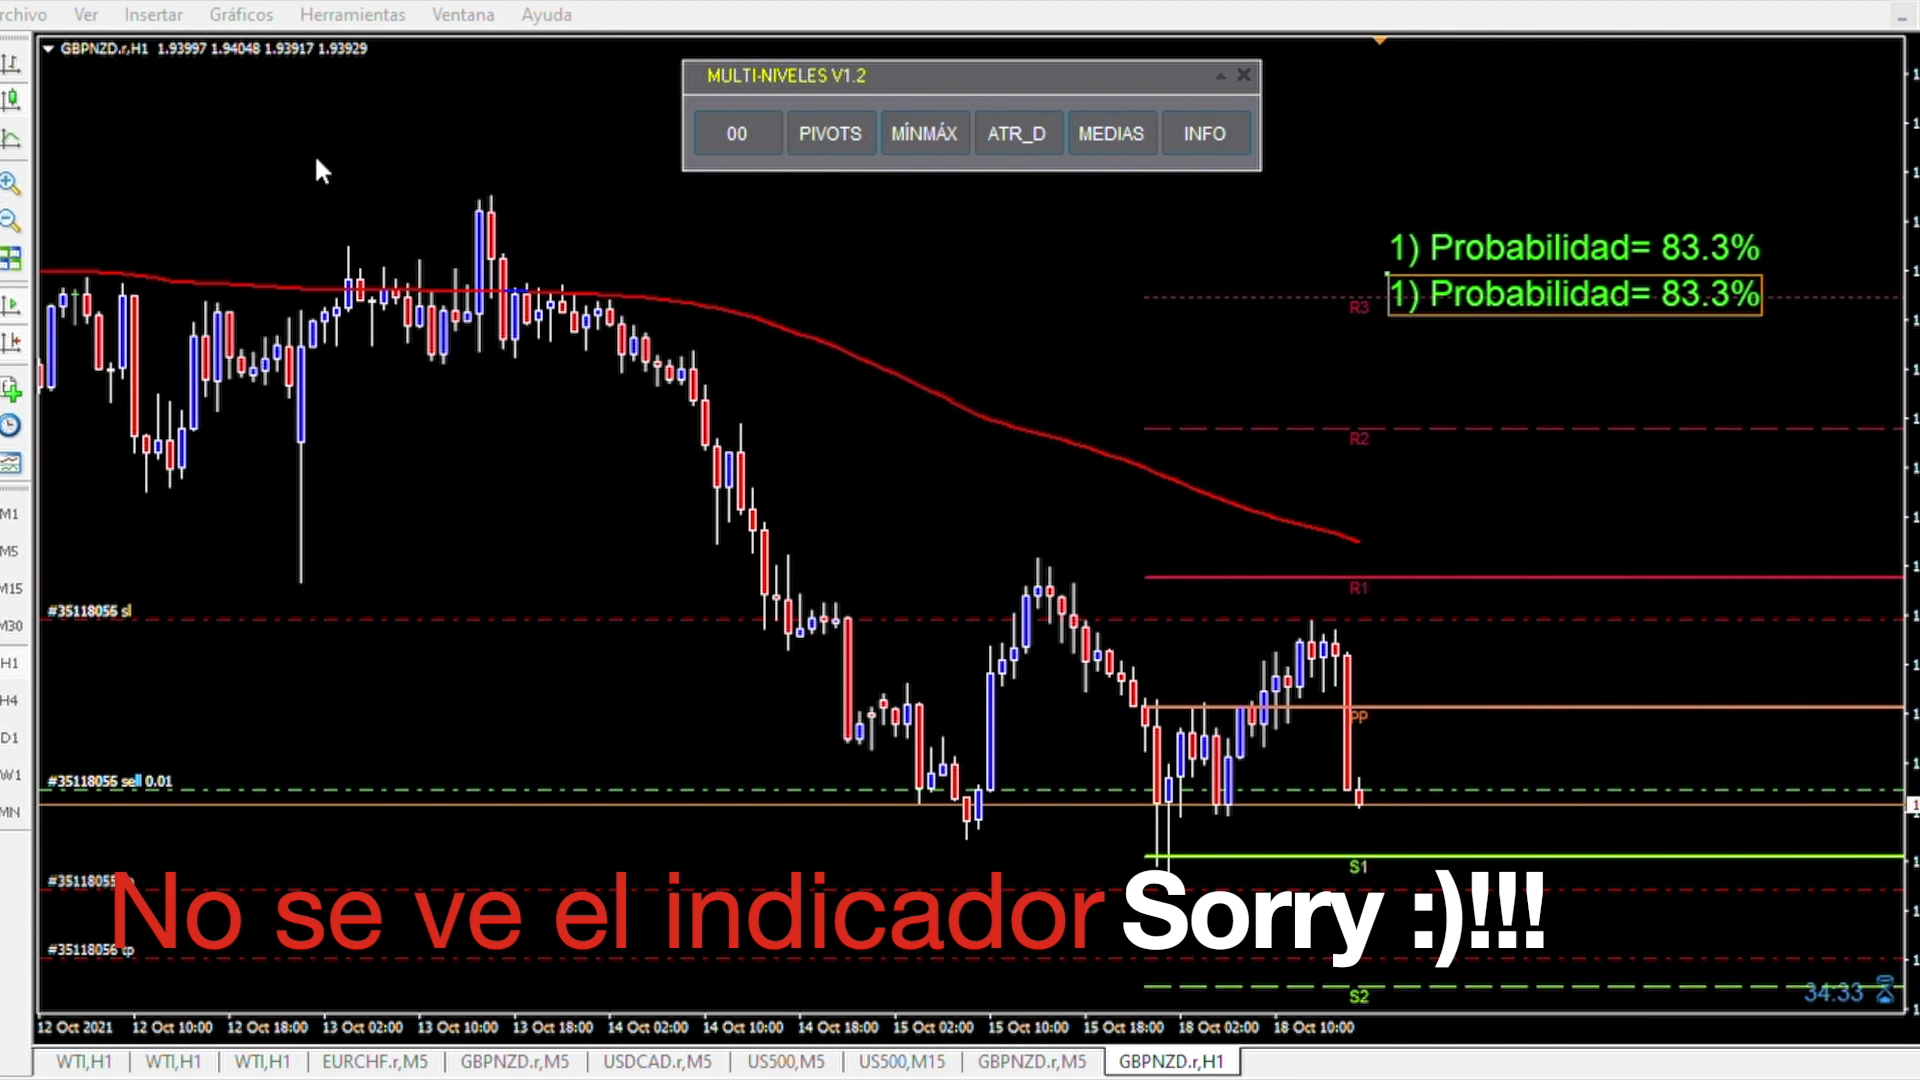 Ver Insertar Gráficos Herramientas Ventana Ayuda
GBPNZD.r,H1 1.93997 1.94048 1.93917 1.93929
MULTI-NIVELES V1.2
00 PIVOTS MÍNMÁX ATR_D MEDIAS INFO
1) Probabilidad= 83.3%
1) Probabilidad= 83.3%
R3
R2
R1
#35118056 sl
PP
#35118056 sell 0.01
S1
No se ve el indicador Sorry :)!!!
#35118056 tp
S2
34:33
M1
M5
M15
M30
H1
H4
D1
W1
MN
12 Oct 2021 12 Oct 10:00 12 Oct 18:00 13 Oct 02:00 13 Oct 10:00 13 Oct 18:00 14 Oct 02:00 14 Oct 10:00 14 Oct 18:00 15 Oct 02:00 15 Oct 10:00 15 Oct 18:00 18 Oct 02:00 18 Oct 10:00
WTI,H1 WTI,H1 WTI,H1 EURCHF.r,M5 GBPNZD.r,M5 USDCAD.r,M5 US500,M5 US500,M15 GBPNZD.r,M5 GBPNZD.r,H1